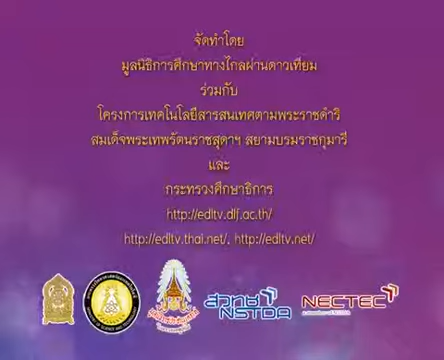 จัดทำโดย
มูลนิธิการศึกษาทางไกลผ่านดาวเทียม
ร่วมกับ
โครงการเทคโนโลยีสารสนเทศตามพระราชดำริ
สมเด็จพระเทพรัตนราชสุดาฯ สยามบรมราชกุมารี
และ
กระทรวงศึกษาธิการ
http://edltv.dlf.ac.th/
http://edltv.thai.net/, http://edltv.net/
สวทช NECTEC
NSTDA a member of NSTDA